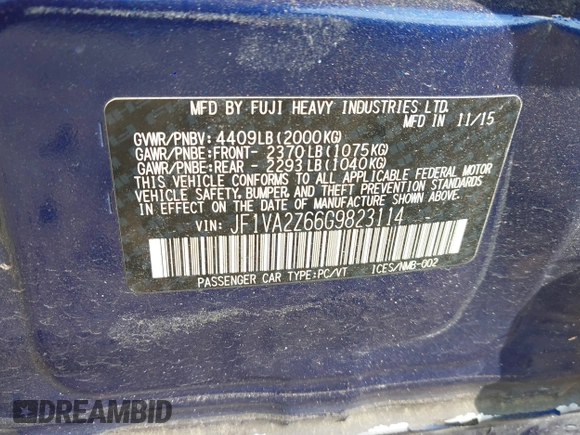 MFD BY FUJI HEAVY INDUSTRIES LTD.
MFD IN 11/15
GVWR/PNBV: 4409LB(2000KG)
GAWR/PNBE:FRONT- 2370LB(1075KG)
GAWR/PNBE:REAR - 2293LB(1040KG)
THIS VEHICLE CONFORMS TO ALL APPLICABLE FEDERAL MOTOR
VEHICLE SAFETY, BUMPER, AND THEFT PREVENTION STANDARDS
IN EFFECT ON THE DATE OF MANUFACTURE SHOWN ABOVE.
VIN: JF1VA2Z66G9823114
PASSENGER CAR TYPE:PC/VT ICES/NMB-002
DREAMBID